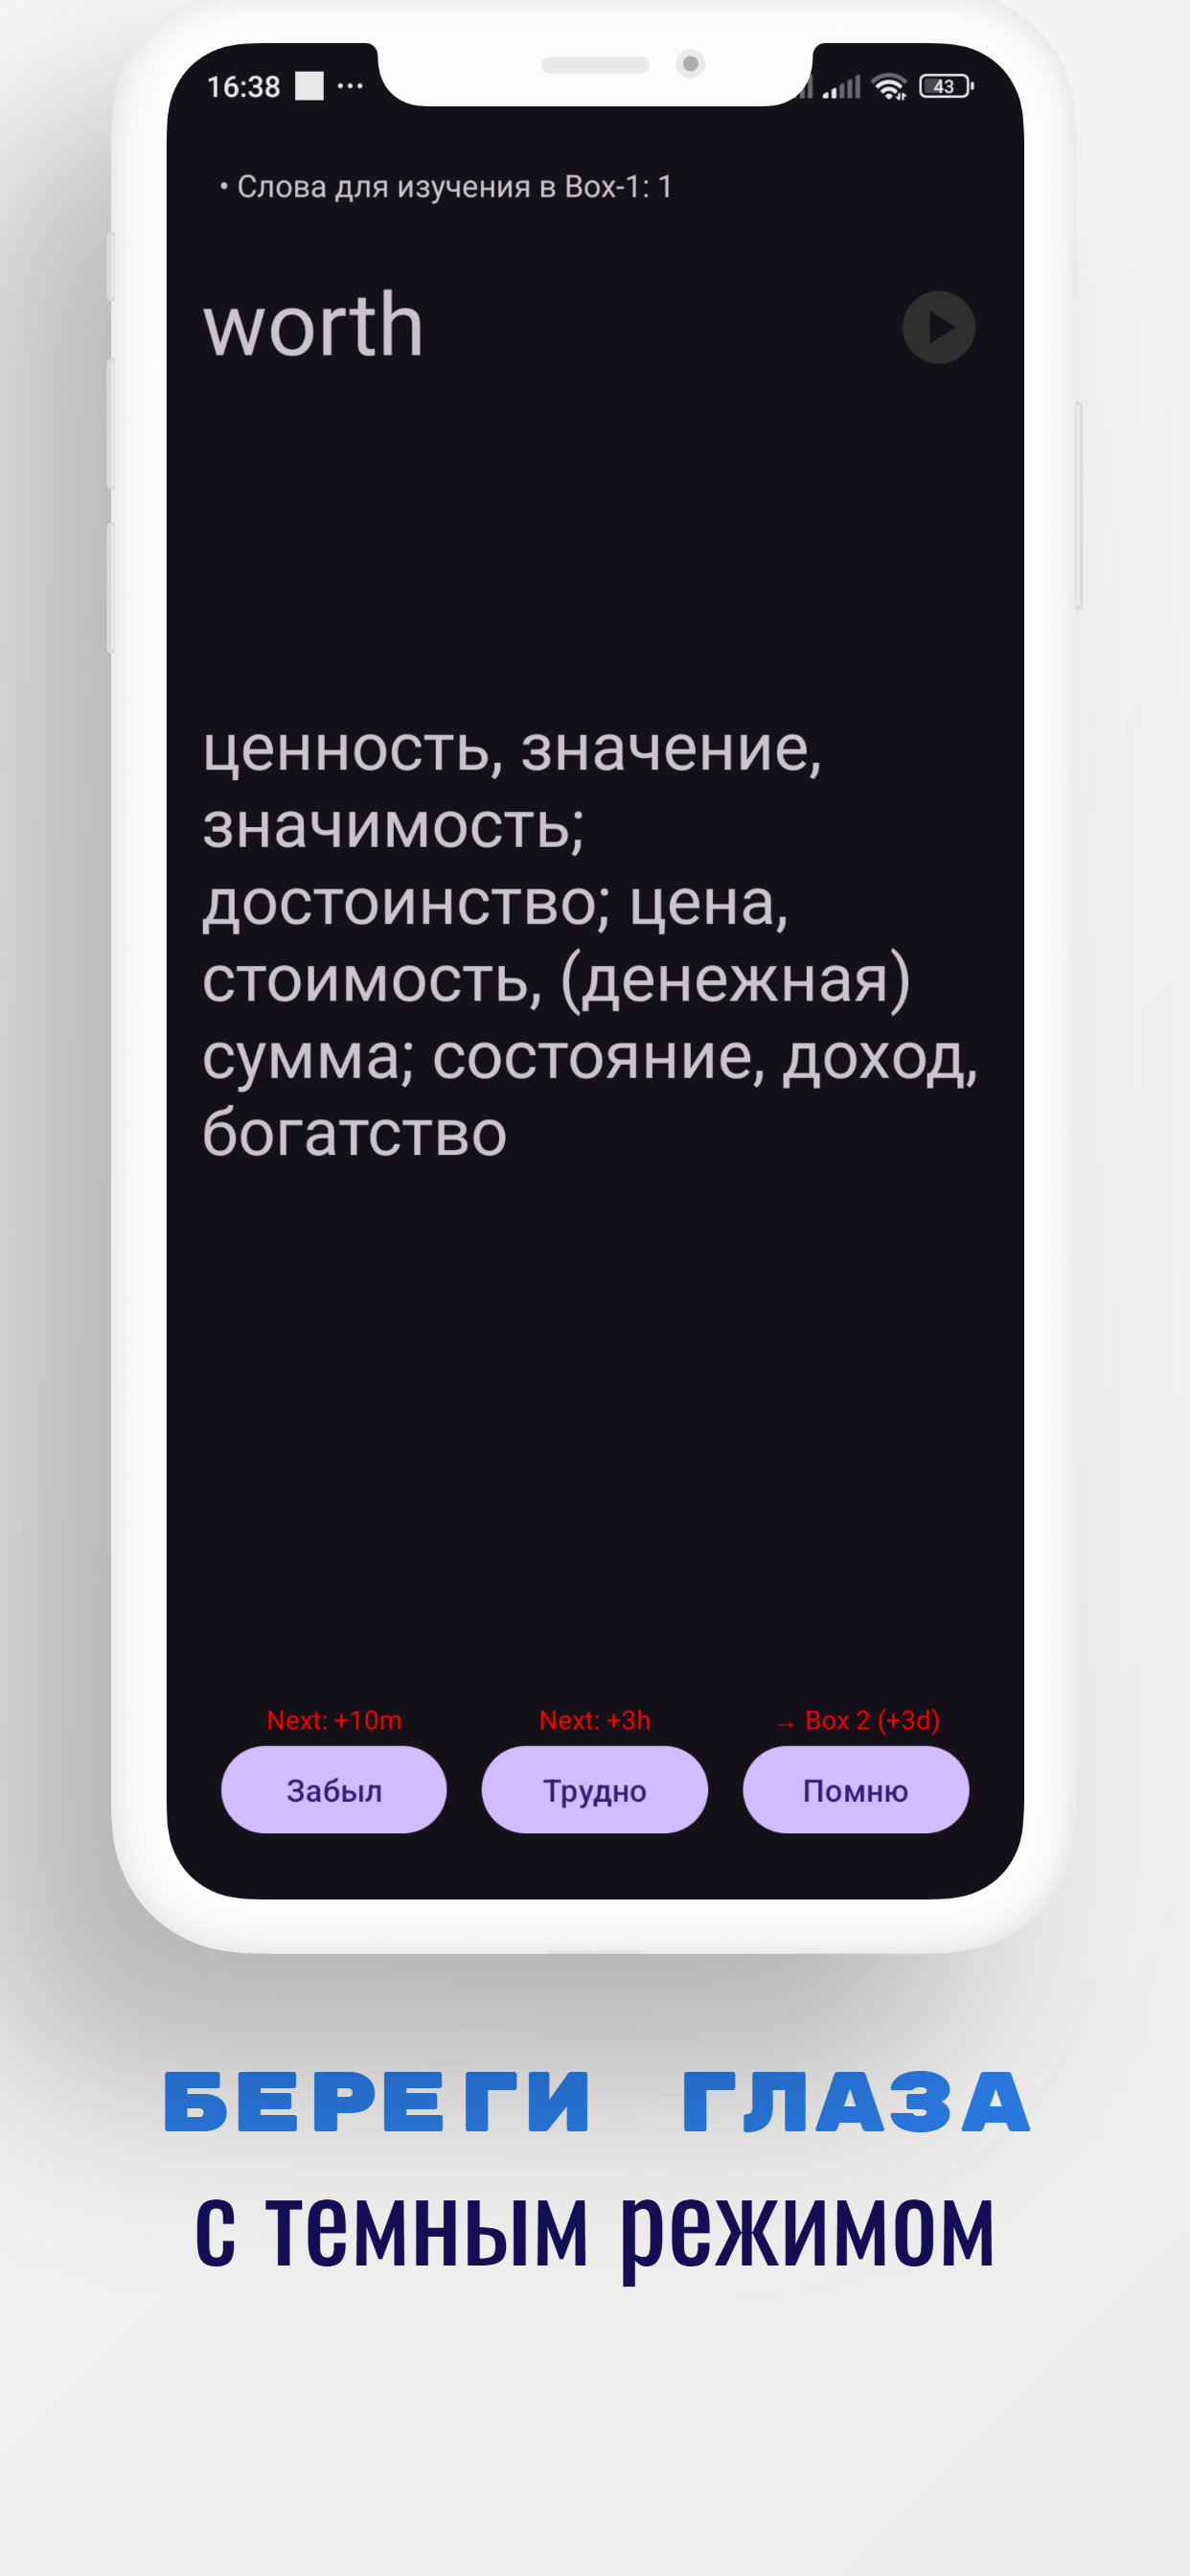 16:38
43
• Слова для изучения в Box-1: 1
worth
ценность, значение,
значимость;
достоинство; цена,
стоимость, (денежная)
сумма; состояние, доход,
богатство
Next: +10m
Next: +3h
→ Box 2 (+3d)
Забыл
Трудно
Помню
БЕРЕГИ ГЛАЗА
с темным режимом